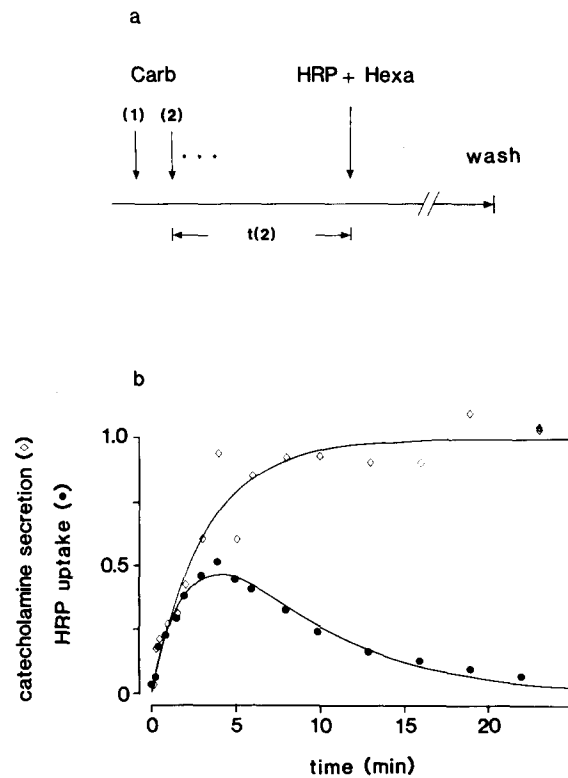 a
Carb
HRP + Hexa
(1) (2)
. . .
wash
t(2)
b
catecholamine secretion (◇)
HRP uptake (●)
1.0
0.5
0
0 5 10 15 20
time (min)